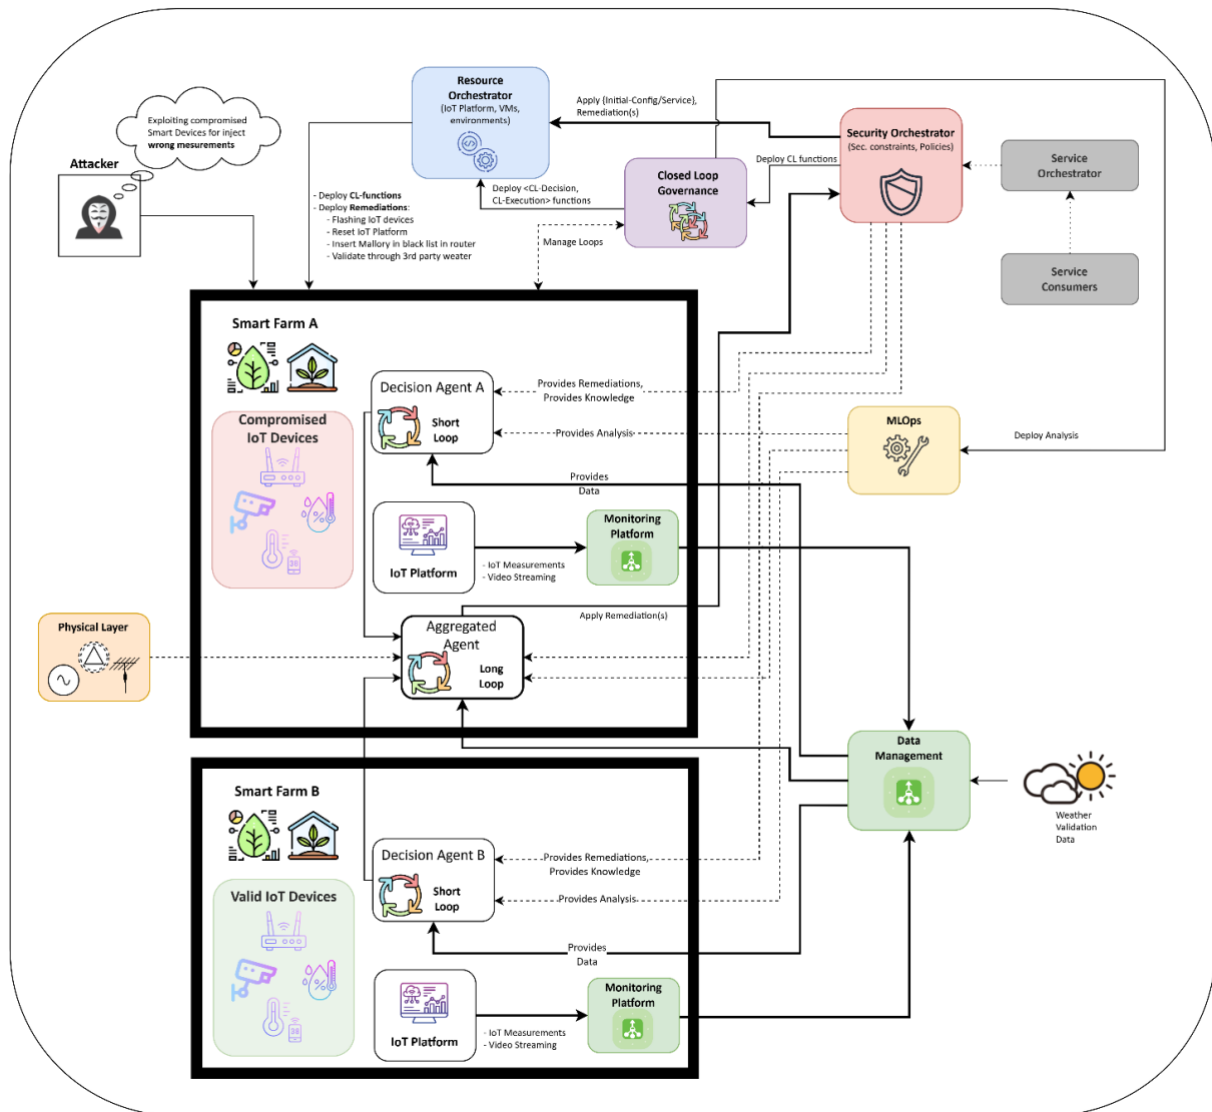 Exploiting compromised
Smart Devices for inject
wrong mesurements
Attacker
Resource
Orchestrator
(IoT Platform, VMs,
environments)
Apply {Initial-Config/Service},
Remediation(s)
Security Orchestrator
(Sec. constraints, Policies)
Service
Orchestrator
Service
Consumers
Deploy CL functions
Closed Loop
Governance
Deploy <CL-Decision,
CL-Execution> functions
Manage Loops
- Deploy CL-functions
- Deploy Remediations:
- Flashing IoT devices
- Reset IoT Platform
- Insert Mallory in black list in router
- Validate through 3rd party weater
Smart Farm A
Compromised
IoT Devices
Decision Agent A
Short
Loop
Provides Remediations,
Provides Knowledge
Provides Analysis
MLOps
Deploy Analysis
Provides
Data
IoT Platform
- IoT Measurements
- Video Streaming
Monitoring
Platform
Apply Remediation(s)
Aggregated
Agent
Long
Loop
Physical Layer
Data
Management
Weather
Validation
Data
Smart Farm B
Valid IoT Devices
Decision Agent B
Short
Loop
Provides Remediations,
Provides Knowledge
Provides Analysis
Provides
Data
IoT Platform
- IoT Measurements
- Video Streaming
Monitoring
Platform